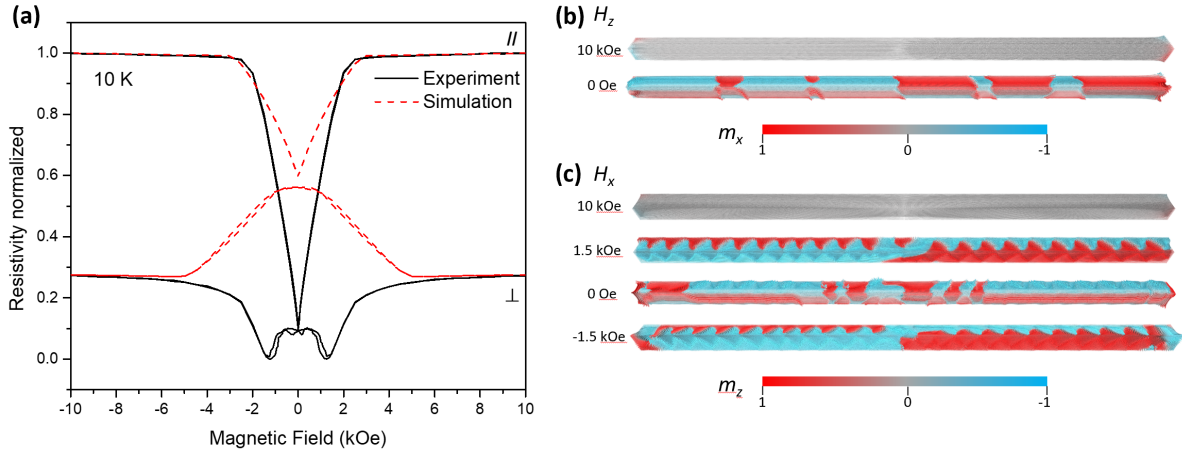 (a)
//
10 K
Experiment
Simulation
⊥
1.0
0.8
0.6
0.4
0.2
0.0
Resistivity normalized
-10 -8 -6 -4 -2 0 2 4 6 8 10
Magnetic Field (kOe)
(b) Hz
10 kOe
0 Oe
mx
1 0 -1
(c) Hx
10 kOe
1.5 kOe
0 Oe
-1.5 kOe
mz
1 0 -1